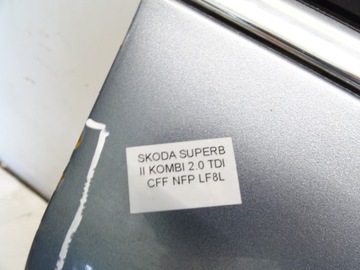 SKODA SUPERB
II KOMBI 2.0 TDI
CFF NFP LF8L